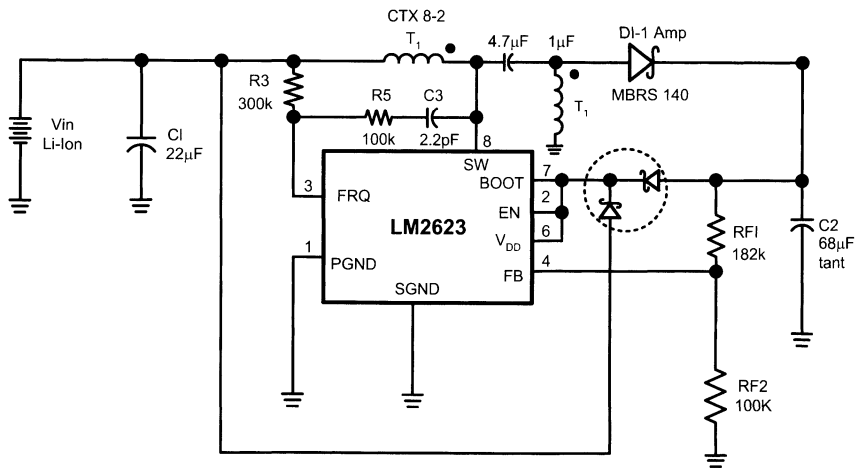 CTX 8-2
T1
4.7µF
1µF
DI-1 Amp
MBRS 140
T1
R3
300k
R5
100k
C3
2.2pF
Vin
Li-Ion
CI
22µF
8
SW
3
FRQ
BOOT
7
EN
2
LM2623
VDD
6
1
PGND
FB
4
SGND
RFI
182k
C2
68µF
tant
RF2
100K